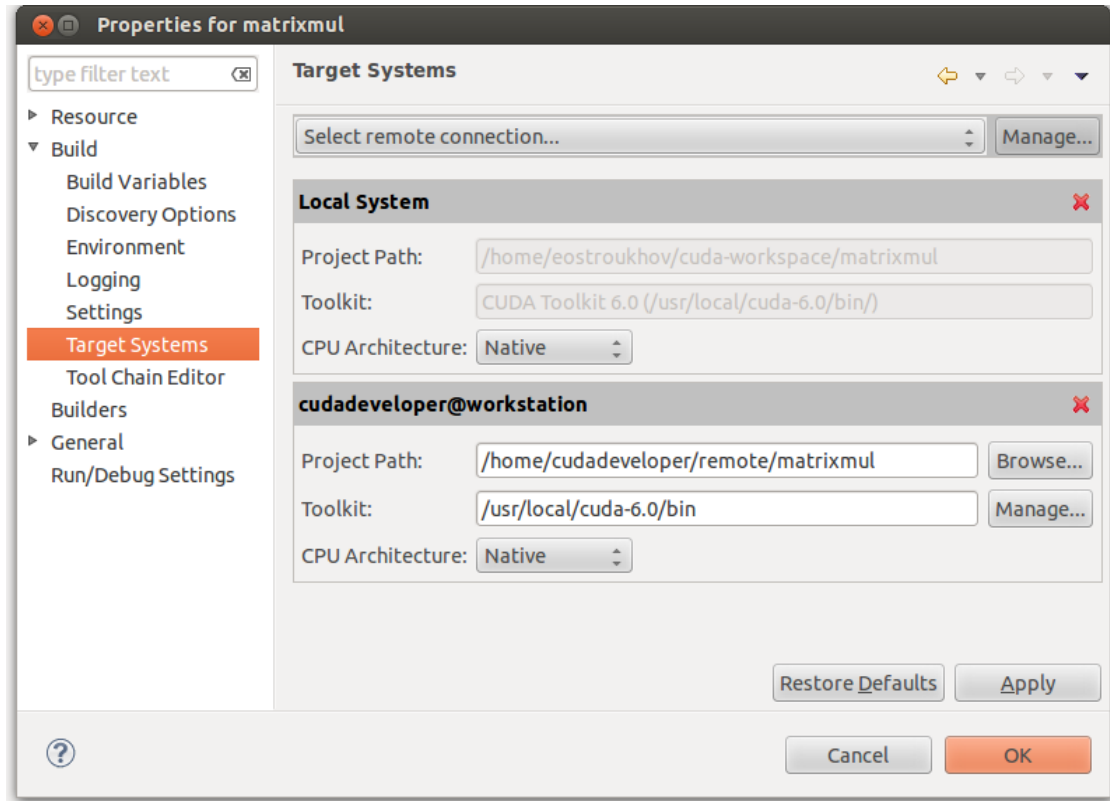 Properties for matrixmul
type filter text
Resource
Build
Build Variables
Discovery Options
Environment
Logging
Settings
Target Systems
Tool Chain Editor
Builders
General
Run/Debug Settings
Target Systems
Select remote connection... Manage...
Local System
Project Path: /home/eostroukhov/cuda-workspace/matrixmul
Toolkit: CUDA Toolkit 6.0 (/usr/local/cuda-6.0/bin/)
CPU Architecture: Native
cudadeveloper@workstation
Project Path: /home/cudadeveloper/remote/matrixmul Browse...
Toolkit: /usr/local/cuda-6.0/bin Manage...
CPU Architecture: Native
Restore Defaults Apply
? Cancel OK